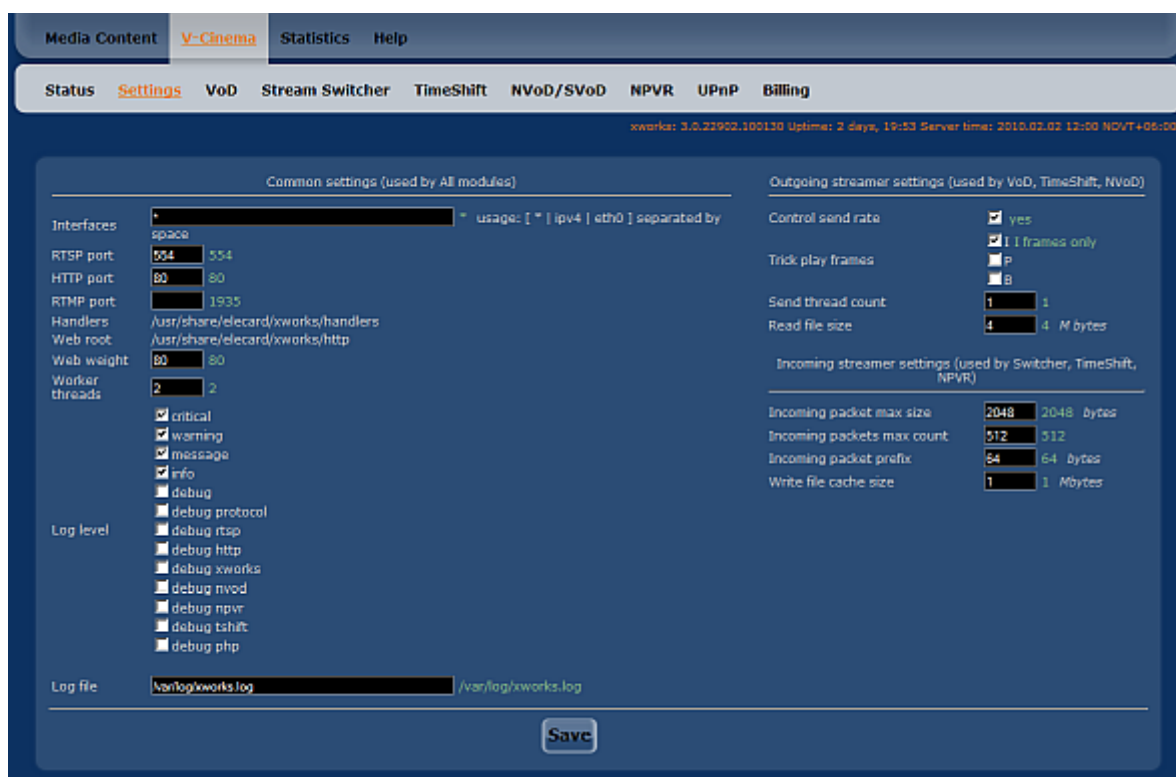 Media Content V-Cinema Statistics Help
Status Settings VoD Stream Switcher TimeShift NVoD/SVoD NPVR UPnP Billing
xworks: 3.0.22902.100130 Uptime: 2 days, 19:53 Server time: 2010.02.02 12:00 NOVT+06:00
Common settings (used by All modules)
Interfaces * * usage: [ * | ipv4 | eth0 ] separated by
space
RTSP port 554 554
HTTP port 80 80
RTMP port 1935
Handlers /usr/share/elecard/xworks/handlers
Web root /usr/share/elecard/xworks/http
Web weight 80 80
Worker
threads 2 2
Log level
critical
warning
message
info
debug
debug protocol
debug rtsp
debug http
debug xworks
debug nvod
debug npvr
debug tshift
debug php
Log file /var/log/xworks.log /var/log/xworks.log
Outgoing streamer settings (used by VoD, TimeShift, NVoD)
Control send rate yes
Trick play frames
I I frames only
P
B
Send thread count 1 1
Read file size 4 4 M bytes
Incoming streamer settings (used by Switcher, TimeShift,
NPVR)
Incoming packet max size 2048 2048 bytes
Incoming packets max count 512 512
Incoming packet prefix 64 64 bytes
Write file cache size 1 1 Mbytes
Save